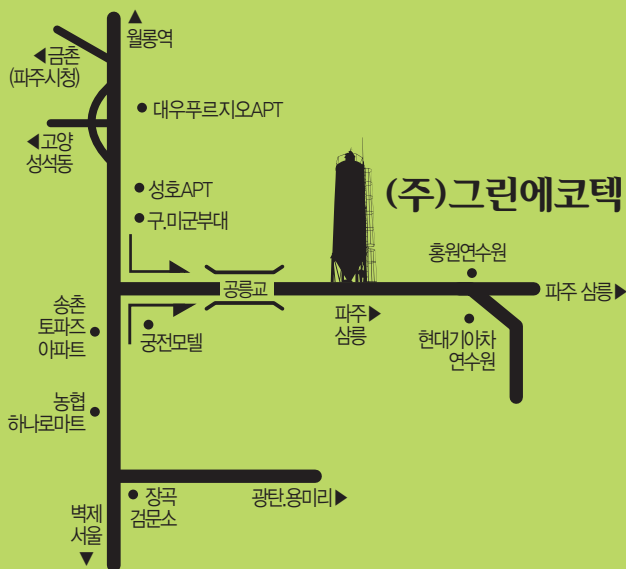 ▲
월롱역
◀금촌
(파주시청)
대우푸르지오APT
◀고양
성석동
성호APT
구.미군부대
(주)그린에코텍
홍원연수원
공릉교
파주 삼릉▶
송촌
토파즈
아파트
궁전모텔
파주▶
삼릉
현대기아차
연수원
농협
하나로마트
장곡
검문소
광탄.용미리▶
벽제
서울
▼